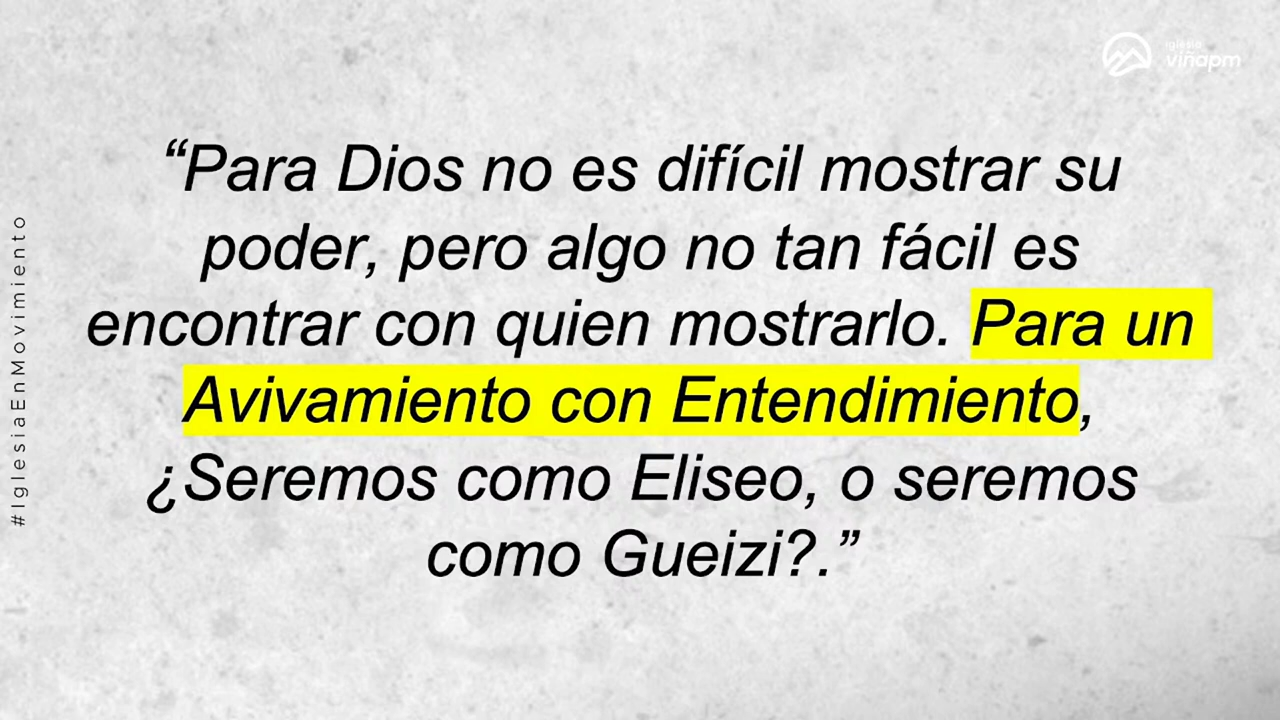 iglesia
viñapm
#IglesiaEnMovimiento
“Para Dios no es difícil mostrar su
poder, pero algo no tan fácil es
encontrar con quien mostrarlo. Para un
Avivamiento con Entendimiento,
¿Seremos como Eliseo, o seremos
como Gueizi?.”